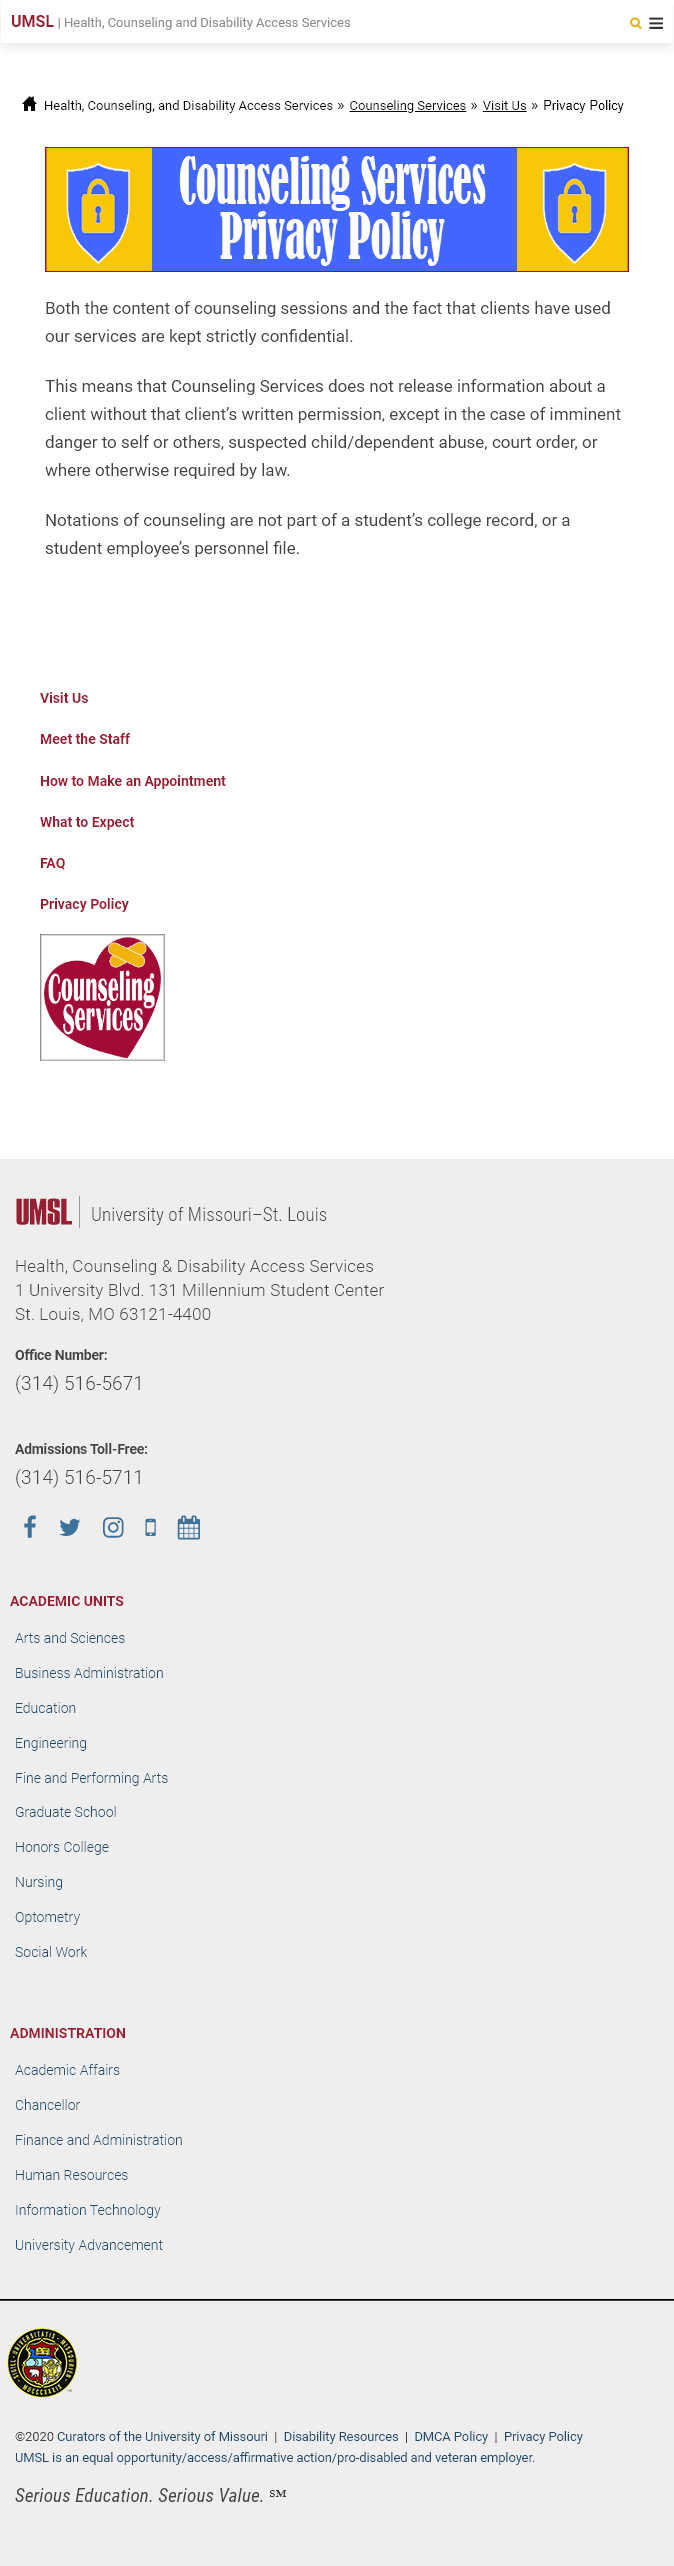 UMSL | Health, Counseling and Disability Access Services
Health, Counseling, and Disability Access Services » Counseling Services » Visit Us » Privacy Policy
Counseling Services
Privacy Policy
Both the content of counseling sessions and the fact that clients have used
our services are kept strictly confidential.
This means that Counseling Services does not release information about a
client without that client’s written permission, except in the case of imminent
danger to self or others, suspected child/dependent abuse, court order, or
where otherwise required by law.
Notations of counseling are not part of a student’s college record, or a
student employee’s personnel file.
Visit Us
Meet the Staff
How to Make an Appointment
What to Expect
FAQ
Privacy Policy
Counseling
Services
UMSL | University of Missouri–St. Louis
Health, Counseling & Disability Access Services
1 University Blvd. 131 Millennium Student Center
St. Louis, MO 63121-4400
Office Number:
(314) 516-5671
Admissions Toll-Free:
(314) 516-5711
ACADEMIC UNITS
Arts and Sciences
Business Administration
Education
Engineering
Fine and Performing Arts
Graduate School
Honors College
Nursing
Optometry
Social Work
ADMINISTRATION
Academic Affairs
Chancellor
Finance and Administration
Human Resources
Information Technology
University Advancement
©2020 Curators of the University of Missouri | Disability Resources | DMCA Policy | Privacy Policy
UMSL is an equal opportunity/access/affirmative action/pro-disabled and veteran employer.
Serious Education. Serious Value. ℠